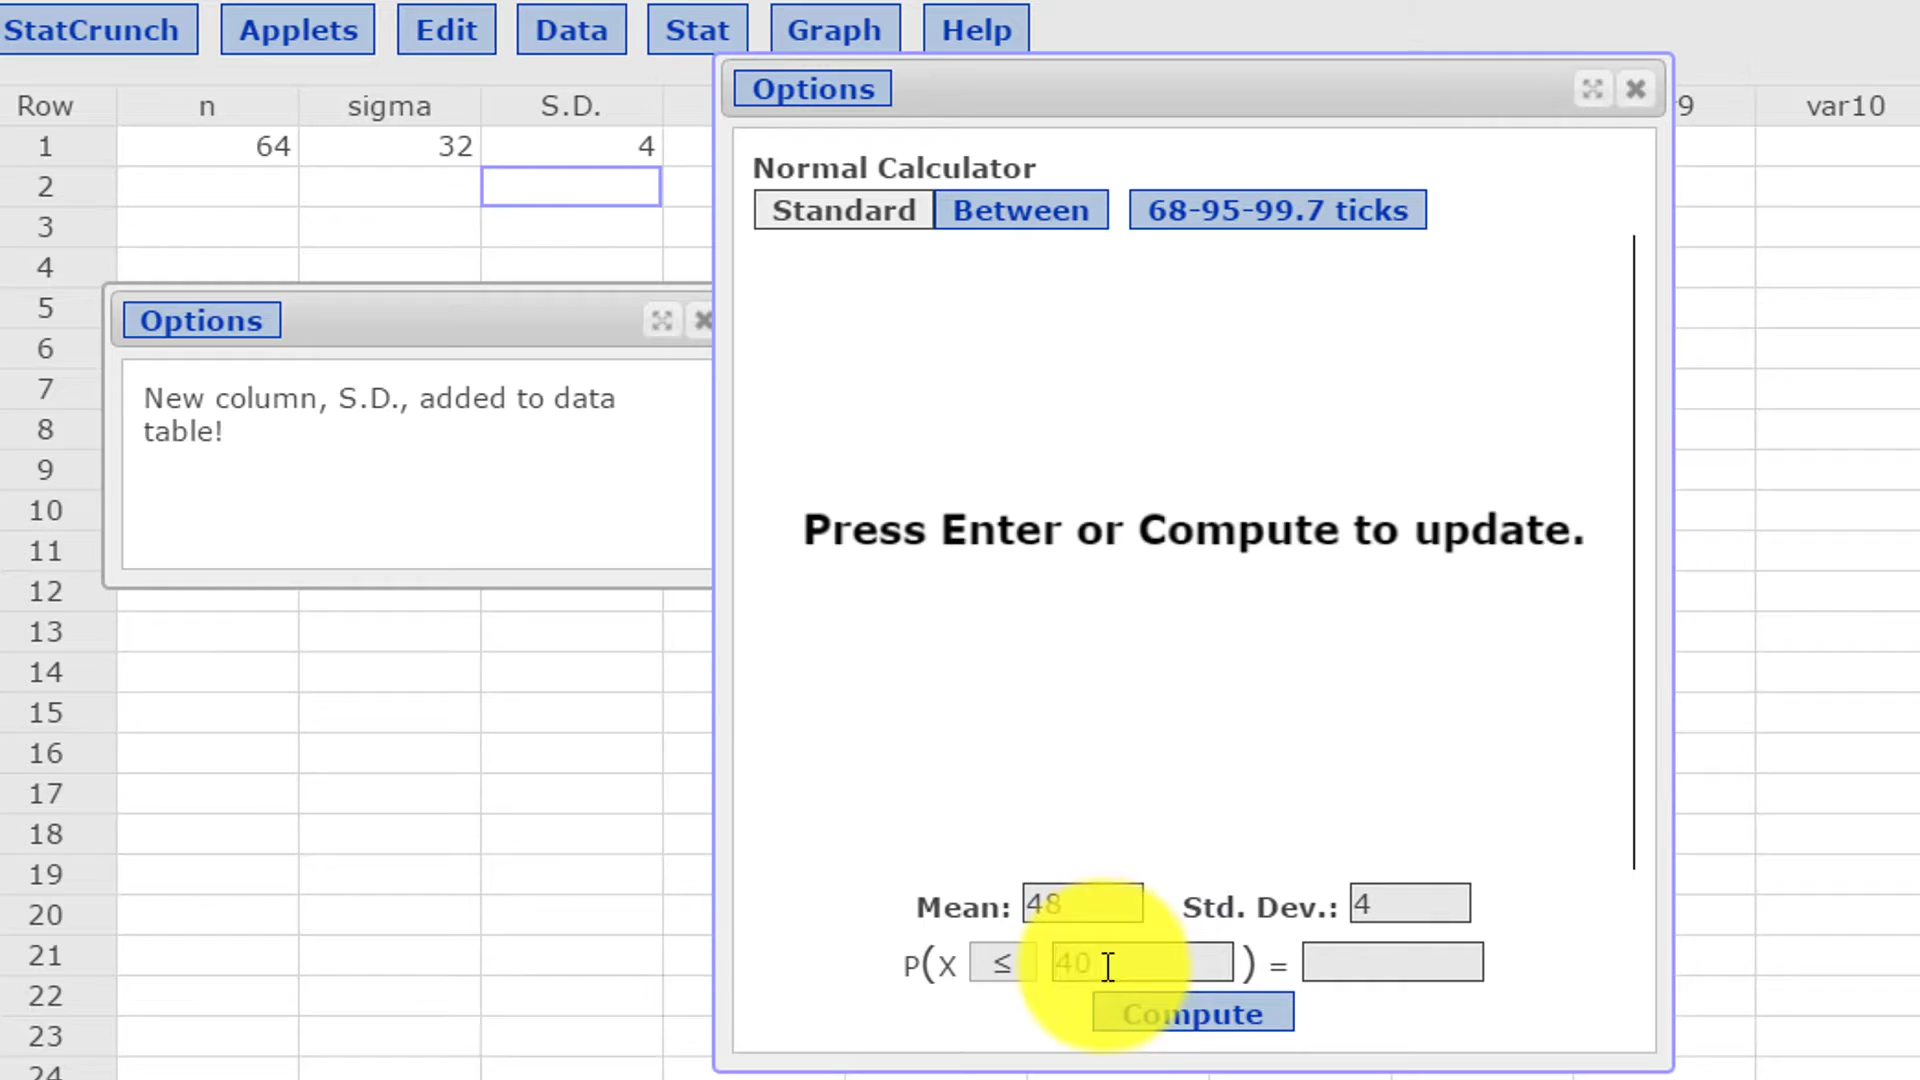 StatCrunch Applets Edit Data Stat Graph Help
Options
Row n sigma S.D. 9 var10
1 64 32 4
Normal Calculator
2
Standard Between 68-95-99.7 ticks
3
4
5
Options
6
7
New column, S.D., added to data
8
table!
9
10
Press Enter or Compute to update.
11
12
13
14
15
16
17
18
19
20
Mean: 48 Std. Dev.: 4
21
P(X ≤ 40 ) =
22
Compute
23
24